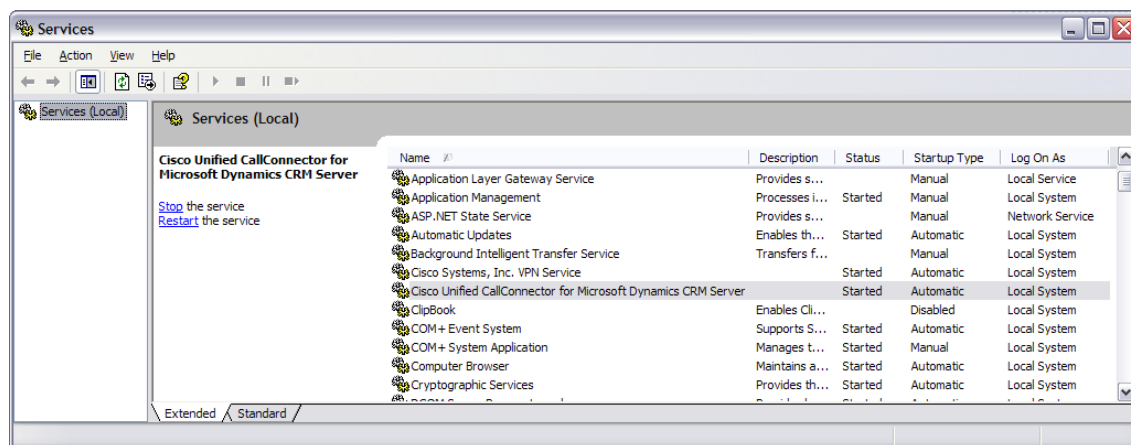 Services
File Action View Help
Services (Local)
Services (Local)
Cisco Unified CallConnector for
Microsoft Dynamics CRM Server
Stop the service
Restart the service
Name Description Status Startup Type Log On As
Application Layer Gateway Service Provides s... Manual Local Service
Application Management Processes i... Started Manual Local System
ASP.NET State Service Provides s... Manual Network Service
Automatic Updates Enables th... Started Automatic Local System
Background Intelligent Transfer Service Transfers f... Manual Local System
Cisco Systems, Inc. VPN Service Started Automatic Local System
Cisco Unified CallConnector for Microsoft Dynamics CRM Server Started Automatic Local System
ClipBook Enables Cli... Disabled Local System
COM+ Event System Supports S... Started Automatic Local System
COM+ System Application Manages t... Started Manual Local System
Computer Browser Maintains a... Started Automatic Local System
Cryptographic Services Provides th... Started Automatic Local System
Extended Standard